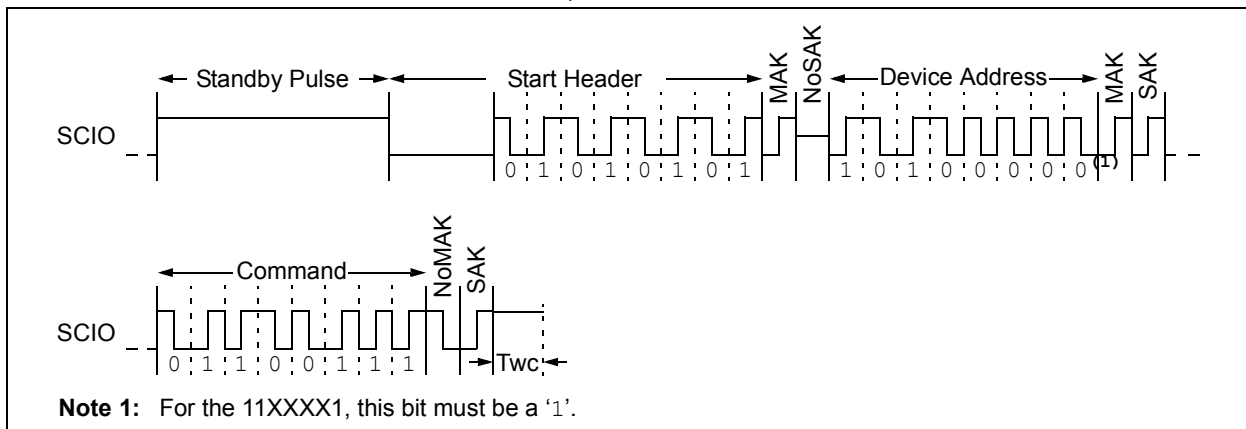 Standby Pulse Start Header MAK NoSAK Device Address MAK SAK
SCIO
0 1 0 1 0 1 0 1 1 0 1 0 0 0 0 0(1)
Command NoMAK SAK
SCIO
0 1 1 0 0 1 1 1 Twc
Note 1: For the 11XXXX1, this bit must be a ‘1’.